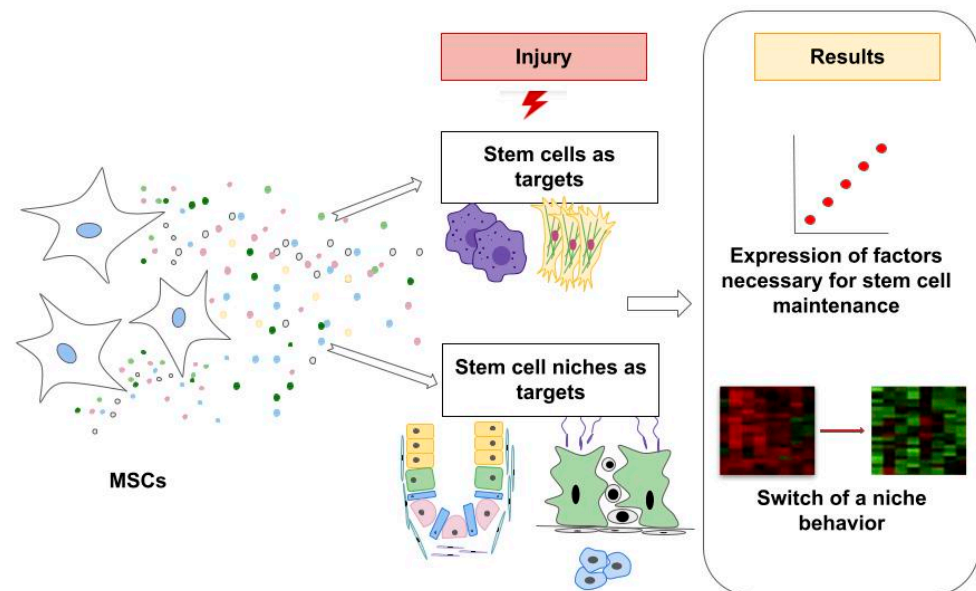 Injury
Results
Stem cells as
targets
Expression of factors
necessary for stem cell
maintenance
Stem cell niches as
targets
MSCs
Switch of a niche
behavior